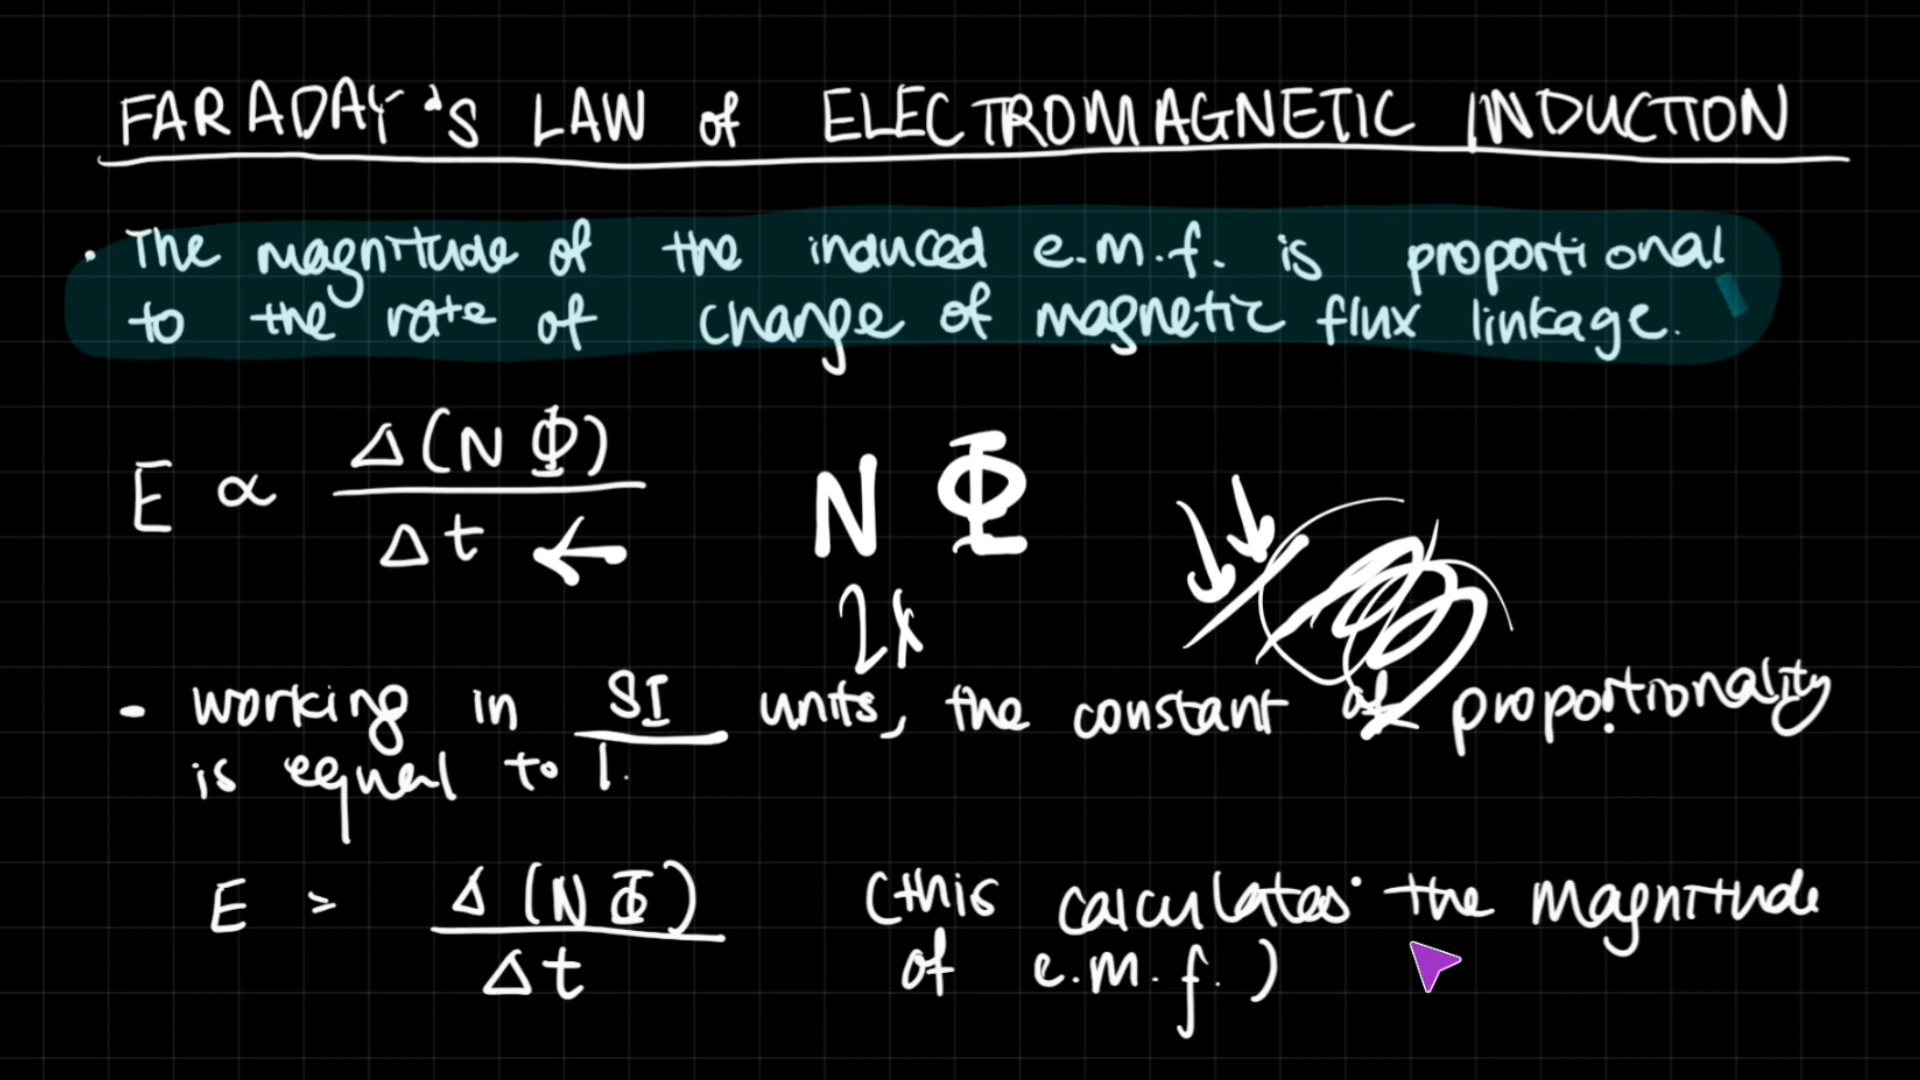 FARADAY's LAW of ELECTROMAGNETIC INDUCTION
• The magnitude of the induced e.m.f. is proportional
to the rate of change of magnetic flux linkage.
E ∝ Δ(NΦ) / Δt ←
N Φ
2x
- working in SI units, the constant of proportionality
is equal to 1.
E = Δ(NΦ) / Δt
(this calculates the magnitude
of e.m.f.)